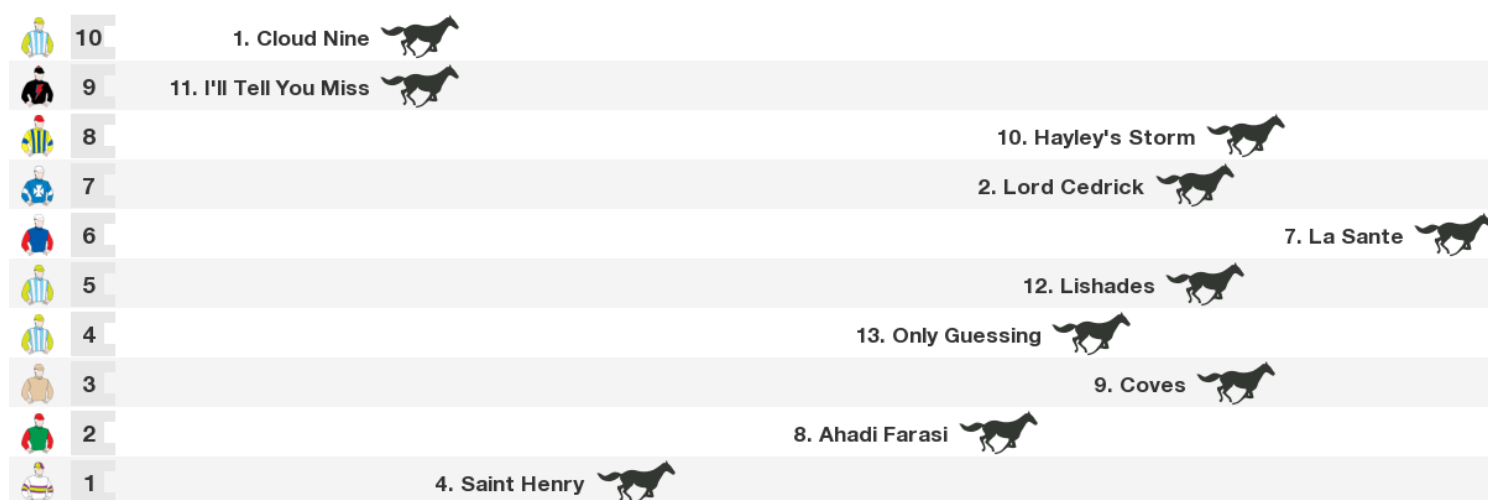 10 1. Cloud Nine
9 11. I'll Tell You Miss
8 10. Hayley's Storm
7 2. Lord Cedrick
6 7. La Sante
5 12. Lishades
4 13. Only Guessing
3 9. Coves
2 8. Ahadi Farasi
1 4. Saint Henry